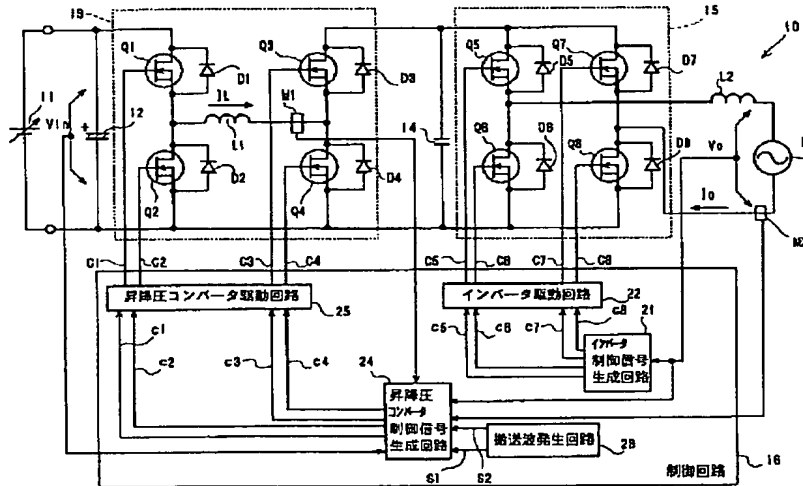 19
15
10
Q1
Q3
Q5
Q7
D1
D3
D5
D7
L2
11
Vin
+
12
IL
M1
L1
14
Q6
D6
Q8
Vo
Q2
D2
Q4
D4
Io
C1
C2
C3
C4
C5
C6
C7
C8
昇降圧コンバータ駆動回路
25
インバータ駆動回路
22
c1
c2
c3
c4
c5
c6
c7
c8
21
インバータ
制御信号
生成回路
24
昇降圧
コンバータ
制御信号
生成回路
搬送波発生回路
S1
S2
制御回路
16